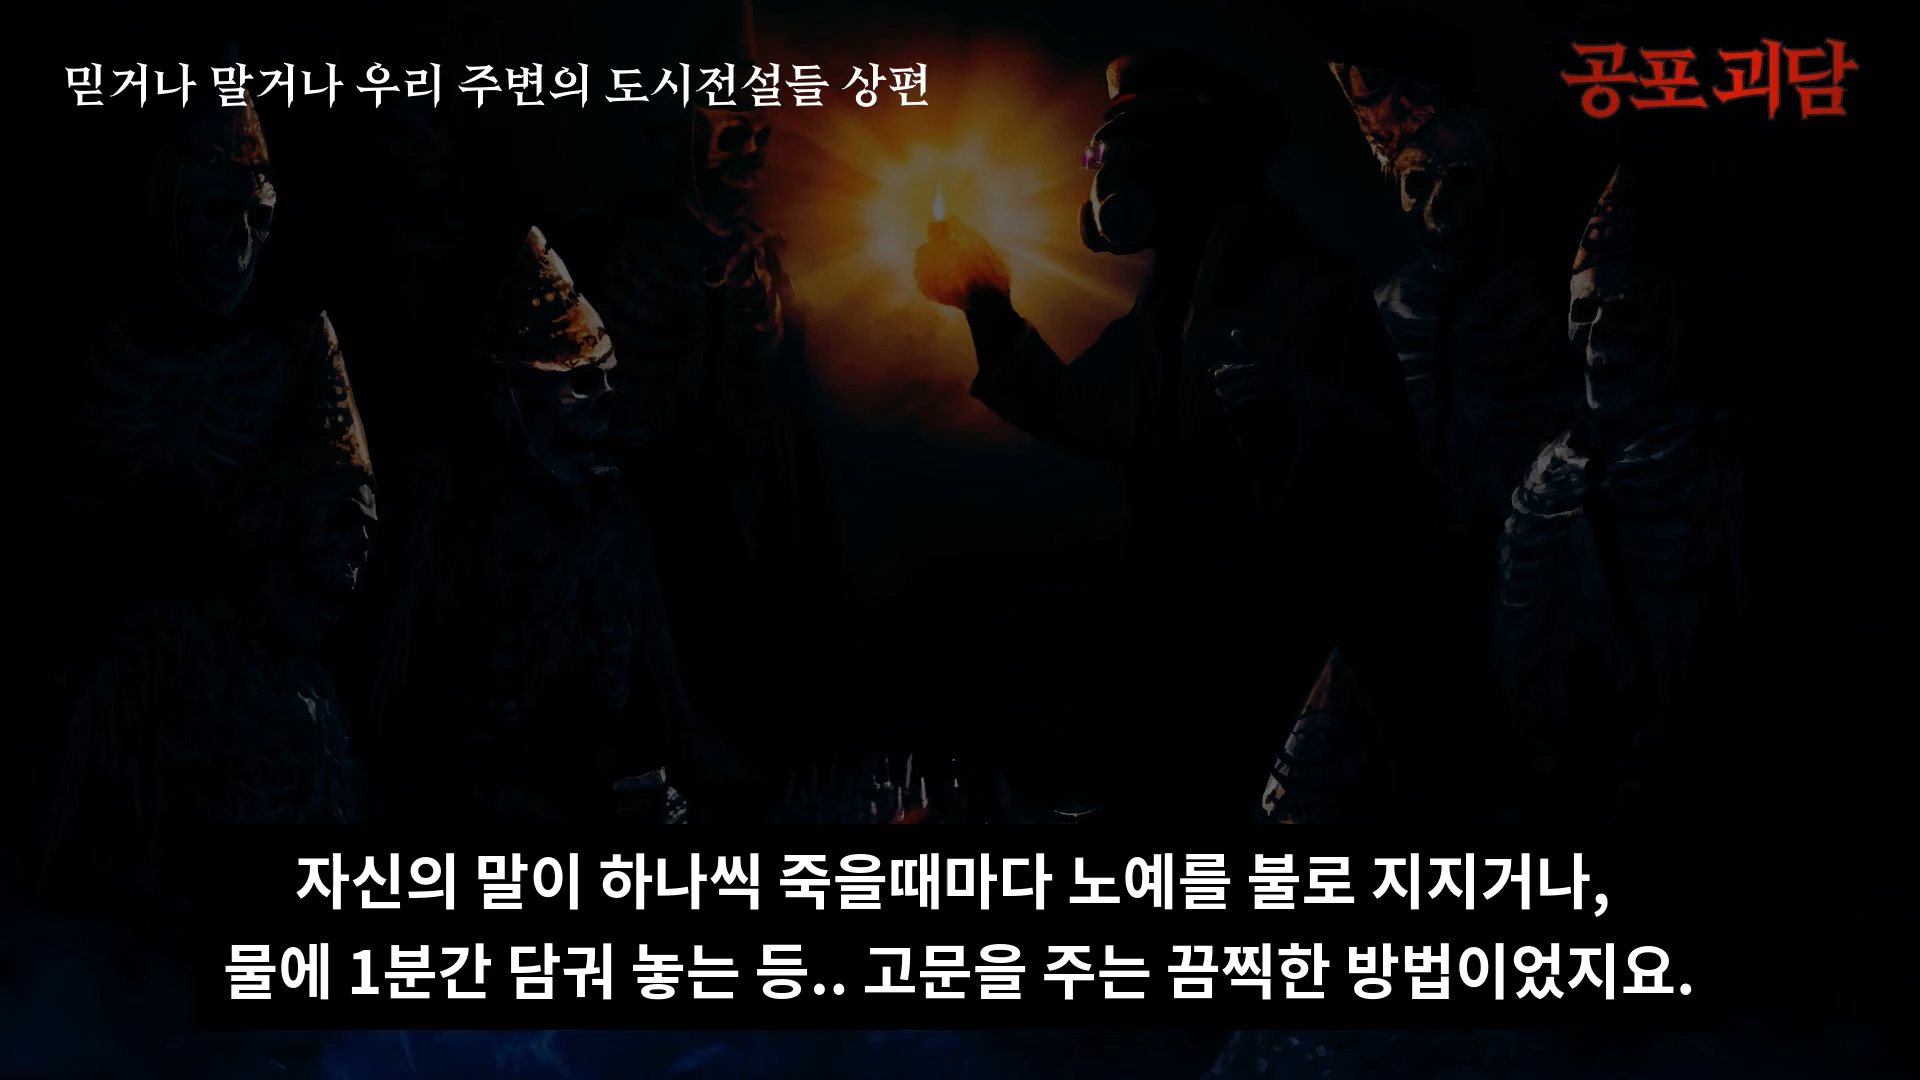 믿거나 말거나 우리 주변의 도시전설들 상편
공포 괴담
자신의 말이 하나씩 죽을때마다 노예를 불로 지지거나,
물에 1분간 담궈 놓는 등.. 고문을 주는 끔찍한 방법이었지요.